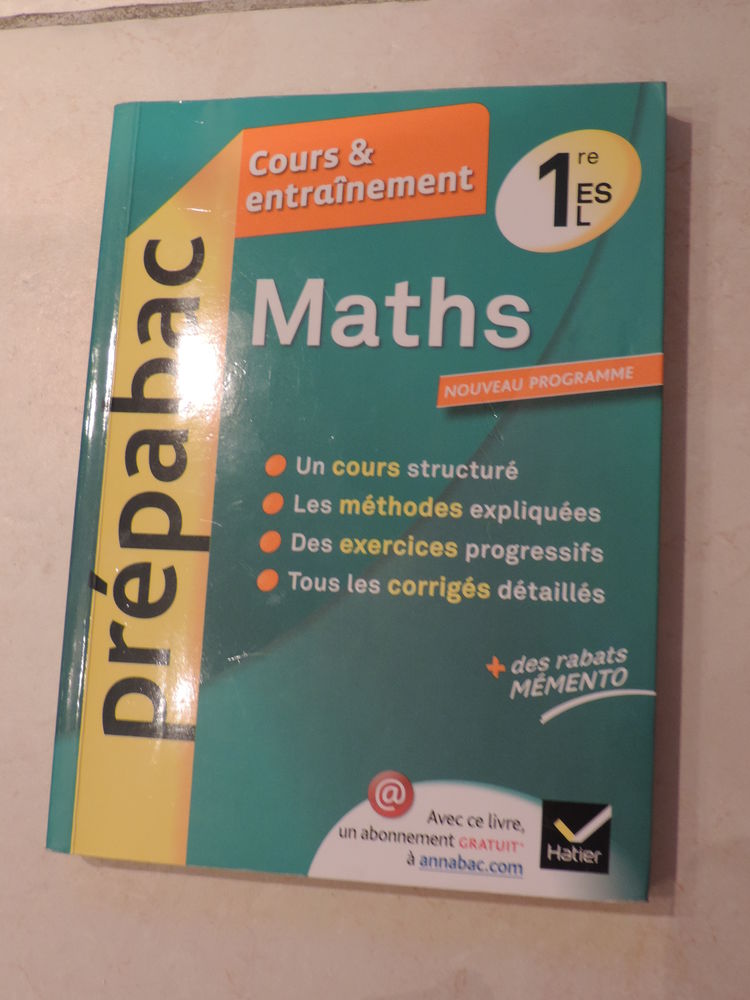 Cours &
entraînement
1re
ES
L
Prépabac
Maths
NOUVEAU PROGRAMME
Un cours structuré
Les méthodes expliquées
Des exercices progressifs
Tous les corrigés détaillés
+ des rabats
MÉMENTO
@
Avec ce livre,
un abonnement GRATUIT*
à annabac.com
Hatier